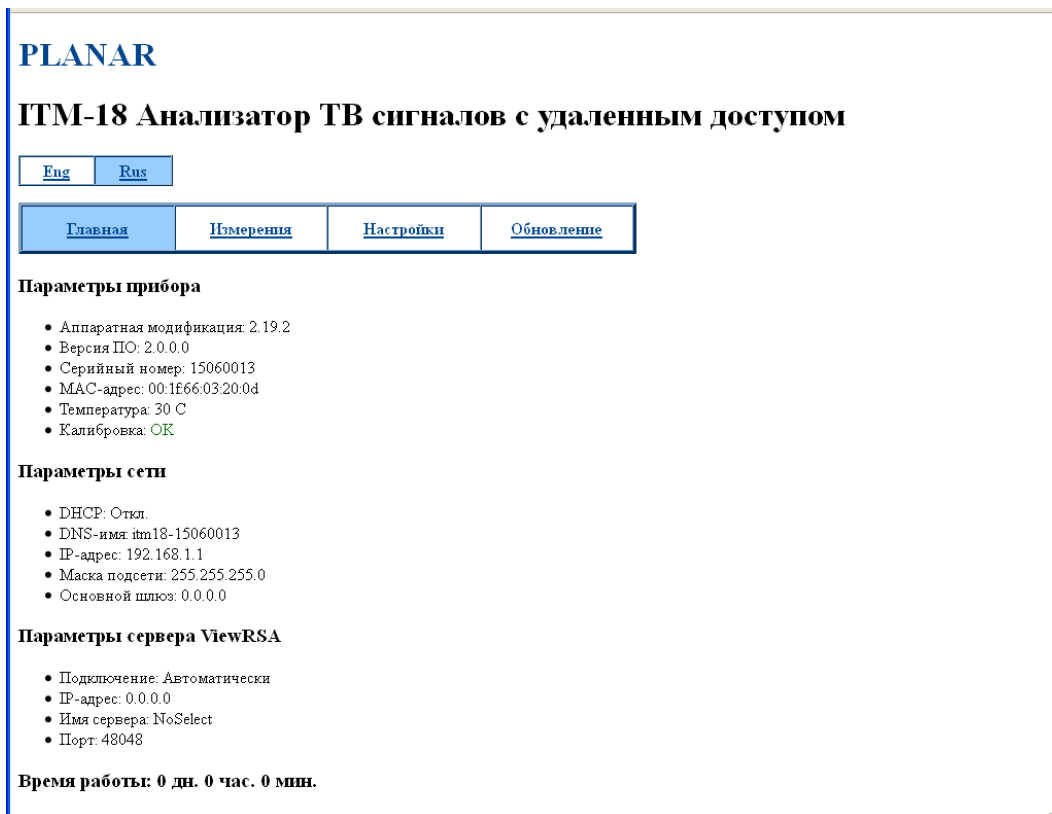 PLANAR
ITM-18 Анализатор ТВ сигналов с удаленным доступом
Eng Rus
Главная Измерения Настройки Обновление
Параметры прибора
• Аппаратная модификация: 2.19.2
• Версия ПО: 2.0.0.0
• Серийный номер: 15060013
• MAC-адрес: 00:1f:66:03:20:0d
• Температура: 30 C
• Калибровка: OK
Параметры сети
• DHCP: Откл.
• DNS-имя: itm18-15060013
• IP-адрес: 192.168.1.1
• Маска подсети: 255.255.255.0
• Основной шлюз: 0.0.0.0
Параметры сервера ViewRSA
• Подключение: Автоматически
• IP-адрес: 0.0.0.0
• Имя сервера: NoSelect
• Порт: 48048
Время работы: 0 дн. 0 час. 0 мин.